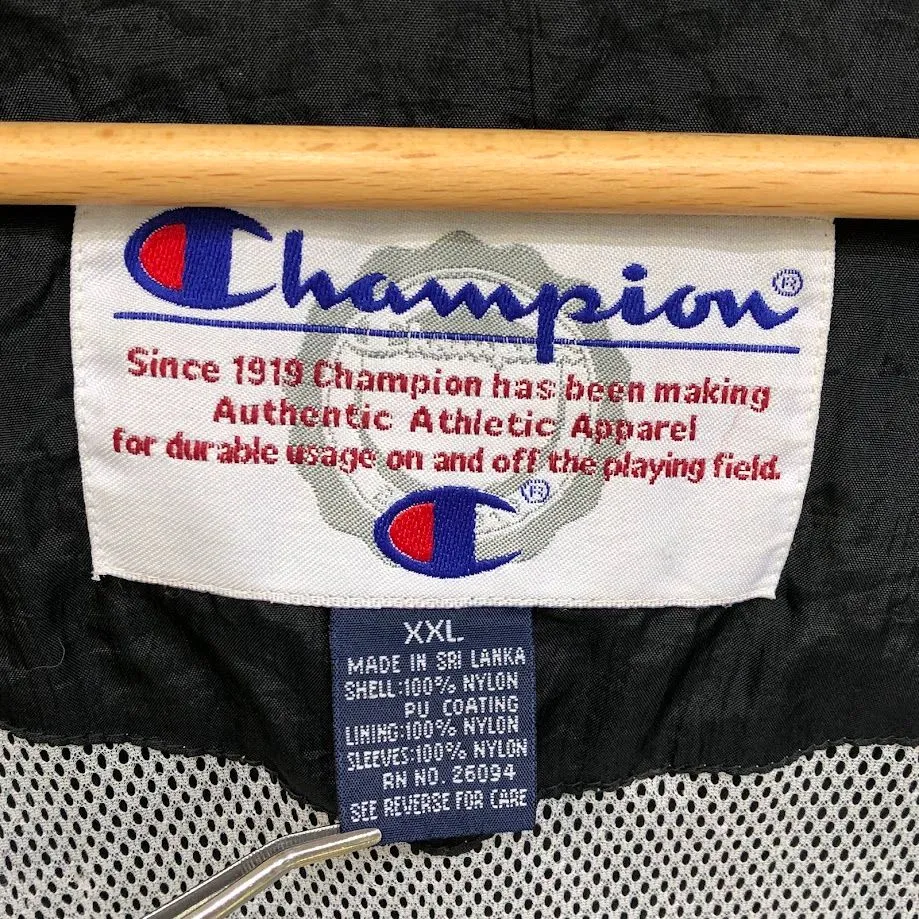 Champion®
Since 1919 Champion has been making
Authentic Athletic Apparel
for durable usage on and off the playing field.
C®
XXL
MADE IN SRI LANKA
SHELL:100% NYLON
PU COATING
LINING:100% NYLON
SLEEVES:100% NYLON
RN NO. 26094
SEE REVERSE FOR CARE